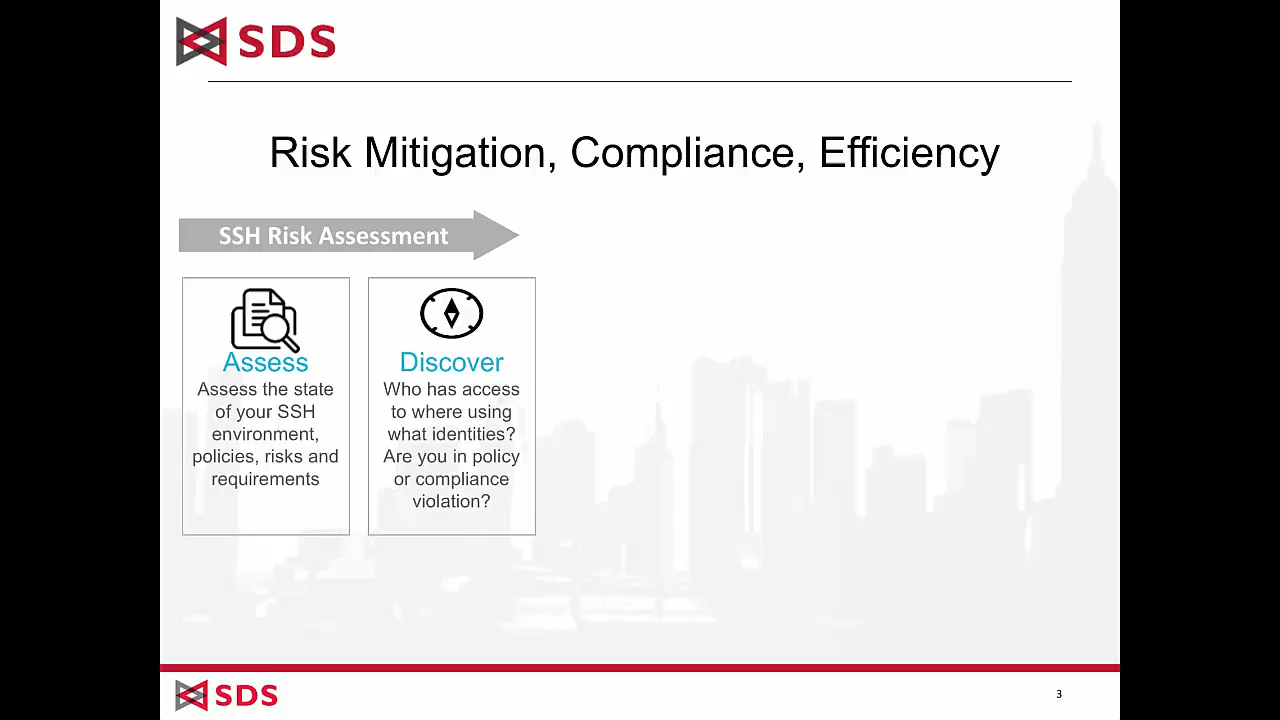 SDS
Risk Mitigation, Compliance, Efficiency
SSH Risk Assessment
Assess
Assess the state
of your SSH
environment,
policies, risks and
requirements
Discover
Who has access
to where using
what identities?
Are you in policy
or compliance
violation?
SDS
3